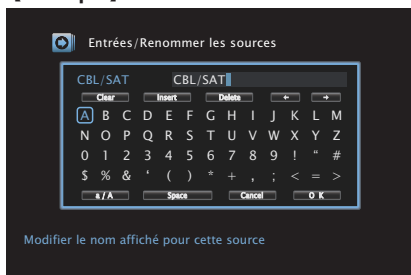 Entrées/Renommer les sources
CBL/SAT CBL/SAT
Clear Insert Delete ← →
A B C D E F G H I J K L M
N O P Q R S T U V W X Y Z
0 1 2 3 4 5 6 7 8 9 ! “ #
$ % & ‘ ( ) * + , ; < = >
a / A Space Cancel O K
Modifier le nom affiché pour cette source